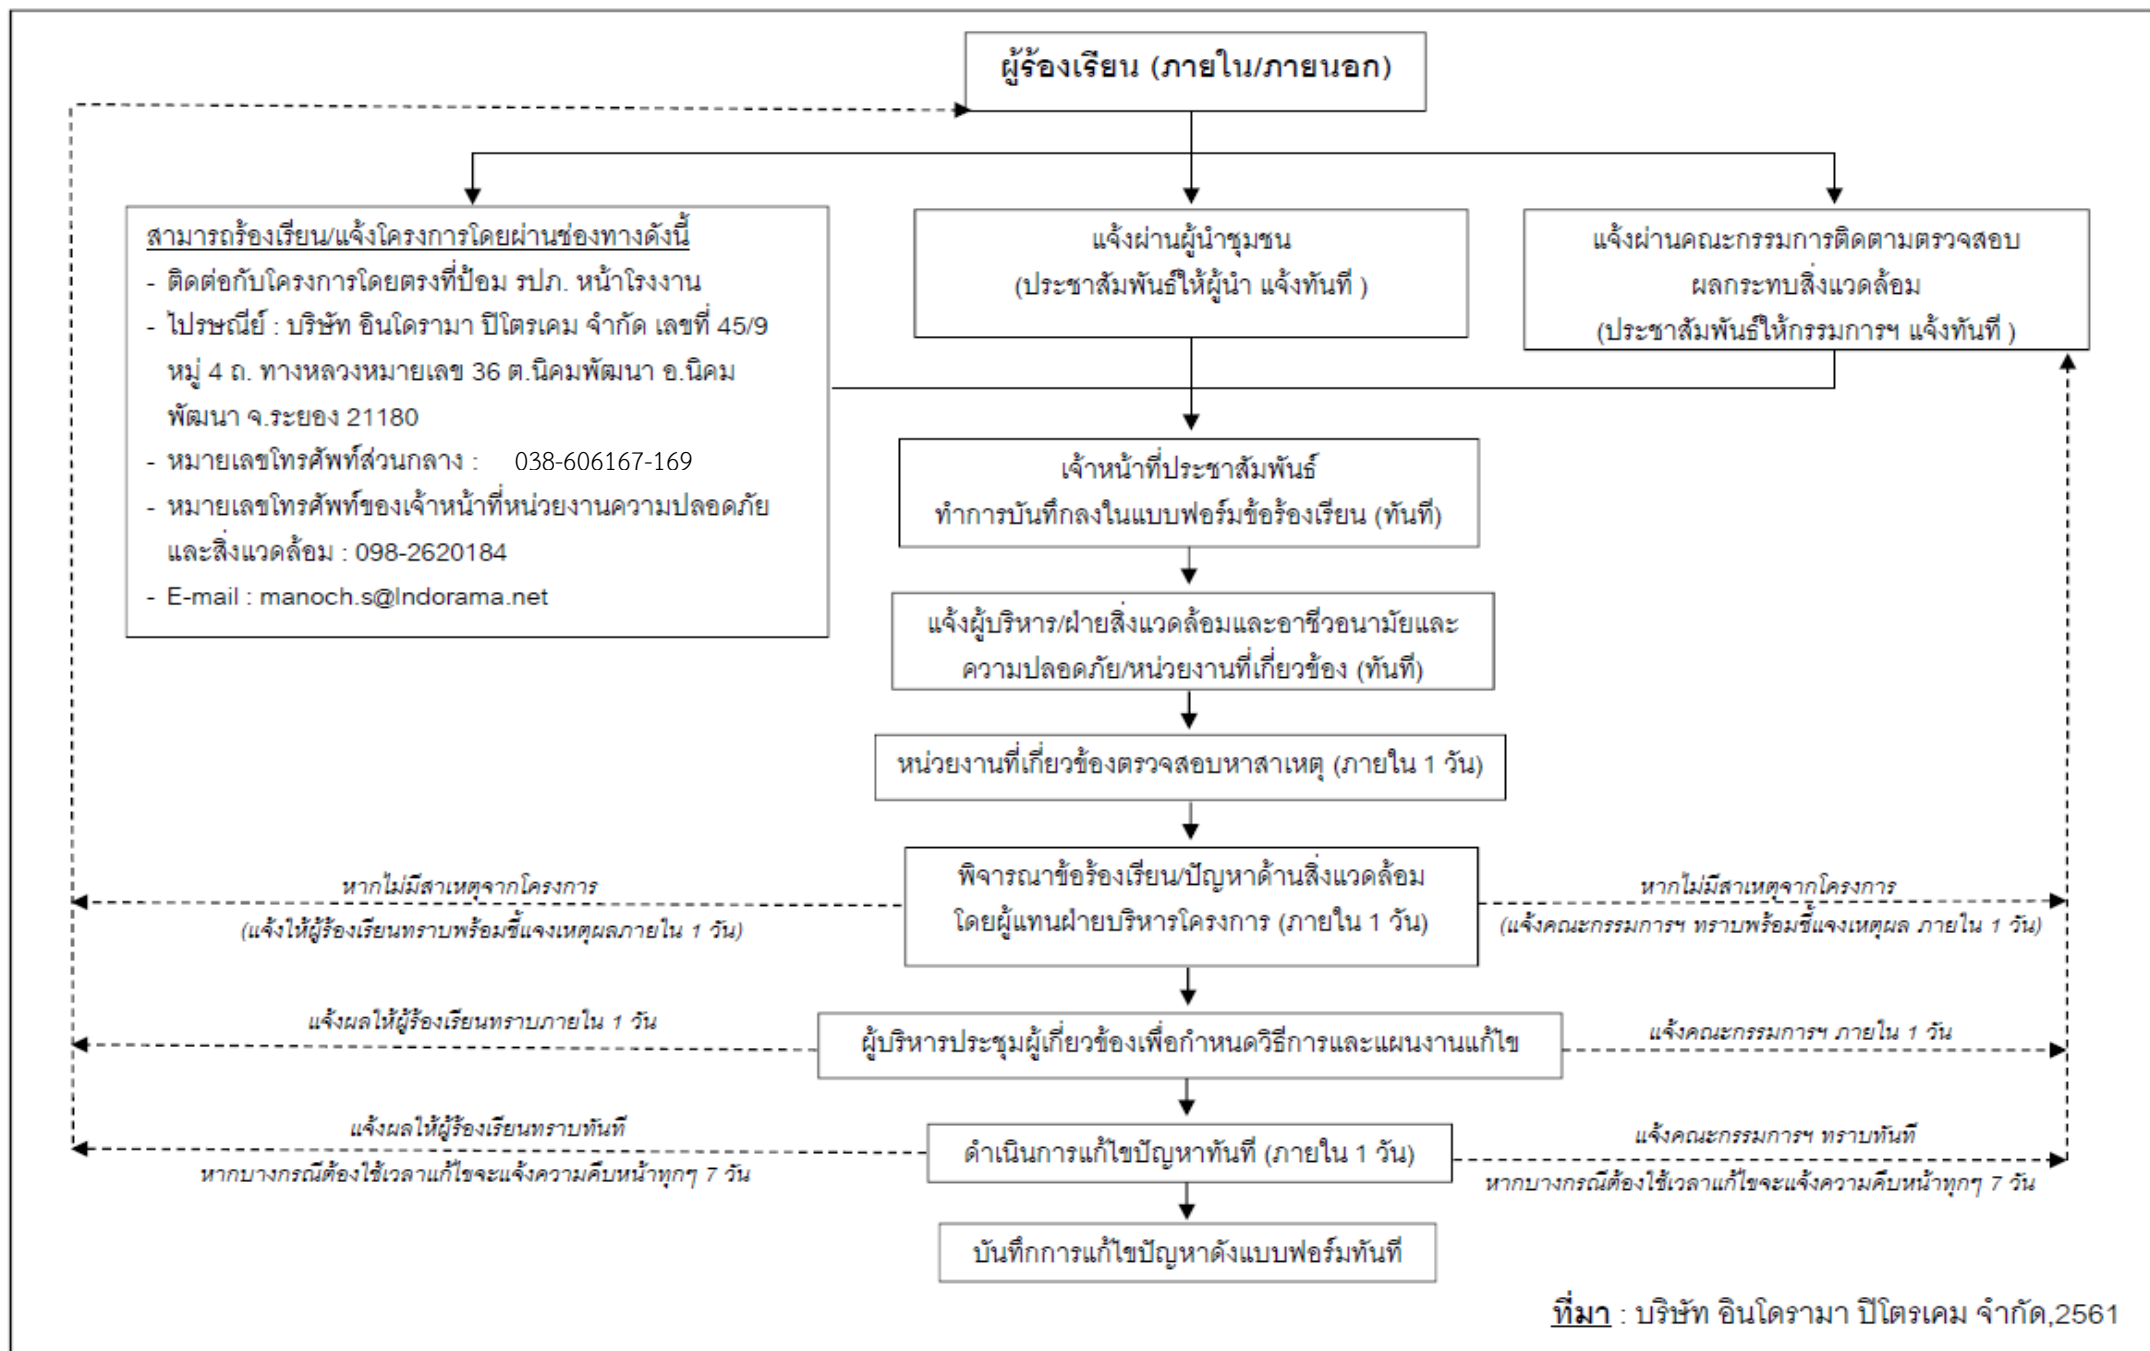 ผู้ร้องเรียน (ภายใน/ภายนอก)
สามารถร้องเรียน/แจ้งโครงการโดยผ่านช่องทางดังนี้
- ติดต่อกับโครงการโดยตรงที่ป้อม รปภ. หน้าโรงงาน
- ไปรษณีย์ : บริษัท อินโดรามา ปิโตรเคม จำกัด เลขที่ 45/9
หมู่ 4 ถ. ทางหลวงหมายเลข 36 ต.นิคมพัฒนา อ.นิคม
พัฒนา จ.ระยอง 21180
- หมายเลขโทรศัพท์ส่วนกลาง : 038-606167-169
- หมายเลขโทรศัพท์ของเจ้าหน้าที่หน่วยงานความปลอดภัย
และสิ่งแวดล้อม : 098-2620184
- E-mail : manoch.s@Indorama.net
แจ้งผ่านผู้นำชุมชน
(ประชาสัมพันธ์ให้ผู้นำ แจ้งทันที )
แจ้งผ่านคณะกรรมการติดตามตรวจสอบ
ผลกระทบสิ่งแวดล้อม
(ประชาสัมพันธ์ให้กรรมการฯ แจ้งทันที )
เจ้าหน้าที่ประชาสัมพันธ์
ทำการบันทึกลงในแบบฟอร์มข้อร้องเรียน (ทันที)
แจ้งผู้บริหาร/ฝ่ายสิ่งแวดล้อมและอาชีวอนามัยและ
ความปลอดภัย/หน่วยงานที่เกี่ยวข้อง (ทันที)
หน่วยงานที่เกี่ยวข้องตรวจสอบหาสาเหตุ (ภายใน 1 วัน)
หากไม่มีสาเหตุจากโครงการ
(แจ้งให้ผู้ร้องเรียนทราบพร้อมชี้แจงเหตุผลภายใน 1 วัน)
พิจารณาข้อร้องเรียน/ปัญหาด้านสิ่งแวดล้อม
โดยผู้แทนฝ่ายบริหารโครงการ (ภายใน 1 วัน)
หากไม่มีสาเหตุจากโครงการ
(แจ้งคณะกรรมการฯ ทราบพร้อมชี้แจงเหตุผล ภายใน 1 วัน)
แจ้งผลให้ผู้ร้องเรียนทราบภายใน 1 วัน
ผู้บริหารประชุมผู้เกี่ยวข้องเพื่อกำหนดวิธีการและแผนงานแก้ไข
แจ้งคณะกรรมการฯ ภายใน 1 วัน
แจ้งผลให้ผู้ร้องเรียนทราบทันที
หากบางกรณีต้องใช้เวลาแก้ไขจะแจ้งความคืบหน้าทุกๆ 7 วัน
ดำเนินการแก้ไขปัญหาทันที (ภายใน 1 วัน)
แจ้งคณะกรรมการฯ ทราบทันที
หากบางกรณีต้องใช้เวลาแก้ไขจะแจ้งความคืบหน้าทุกๆ 7 วัน
บันทึกการแก้ไขปัญหาดังแบบฟอร์มทันที
ที่มา : บริษัท อินโดรามา ปิโตรเคม จำกัด,2561